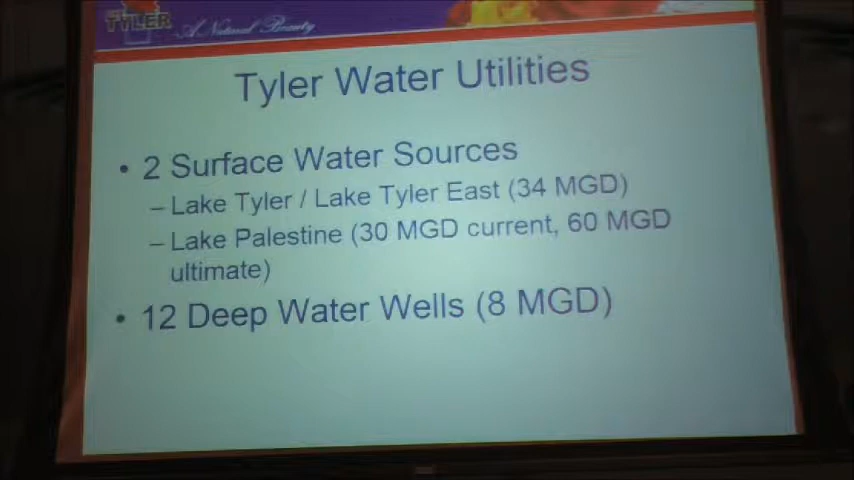 TYLER
A Natural Beauty
Tyler Water Utilities
• 2 Surface Water Sources
– Lake Tyler / Lake Tyler East (34 MGD)
– Lake Palestine (30 MGD current, 60 MGD
ultimate)
• 12 Deep Water Wells (8 MGD)